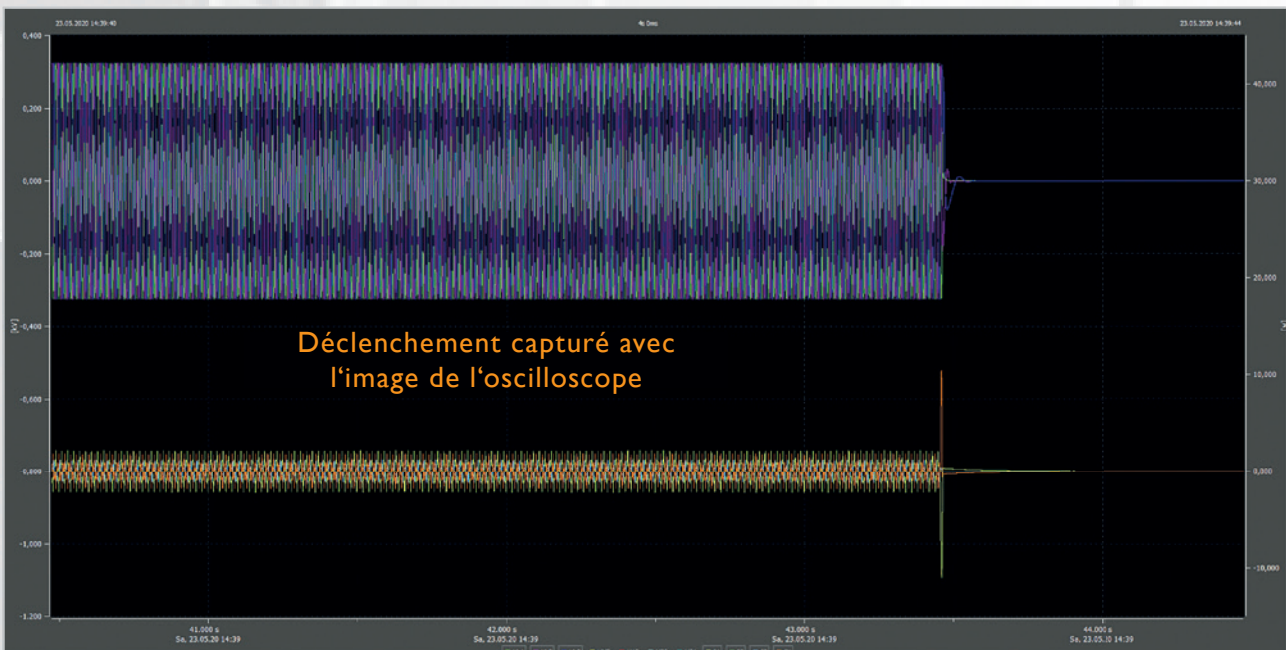 23.05.2020 14:39:40
4s 0ms
23.05.2020 14:39:44
0,400
0,200
0,000
-0,200
-0,400
-0,600
-0,899
-1,000
-1.200
[kV]
40,000
30,000
20,000
10,000
0,000
-10,000
Déclenchement capturé avec
l‘image de l‘oscilloscope
41.000 s
Sa, 23.05.20 14:39
42.000 s
Sa, 23.05.20 14:39
43.000 s
Sa, 23.05.20 14:39
44.000 s
Sa, 23.05.20 14:39